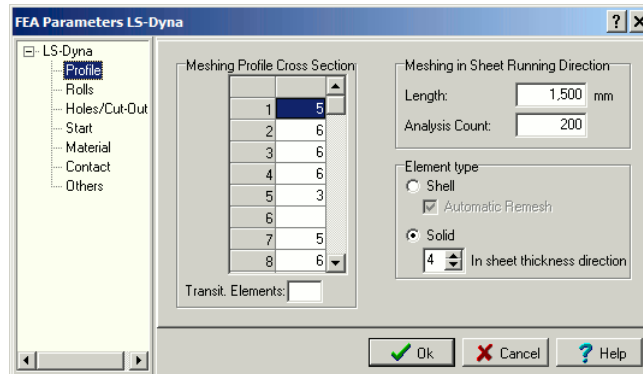 FEA Parameters LS-Dyna
LS-Dyna
Profile
Rolls
Holes/Cut-Out
Start
Material
Contact
Others
Meshing Profile Cross Section
1 5
2 6
3 6
4 6
5 3
6
7 5
8 6
Transit. Elements:
Meshing in Sheet Running Direction
Length: 1,500 mm
Analysis Count: 200
Element type
Shell
Automatic Remesh
Solid
4 In sheet thickness direction
Ok Cancel ? Help